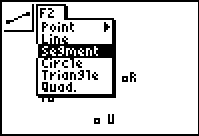 F2
Point
Line
Segment
Circle
Triangle
Quad.
R
U